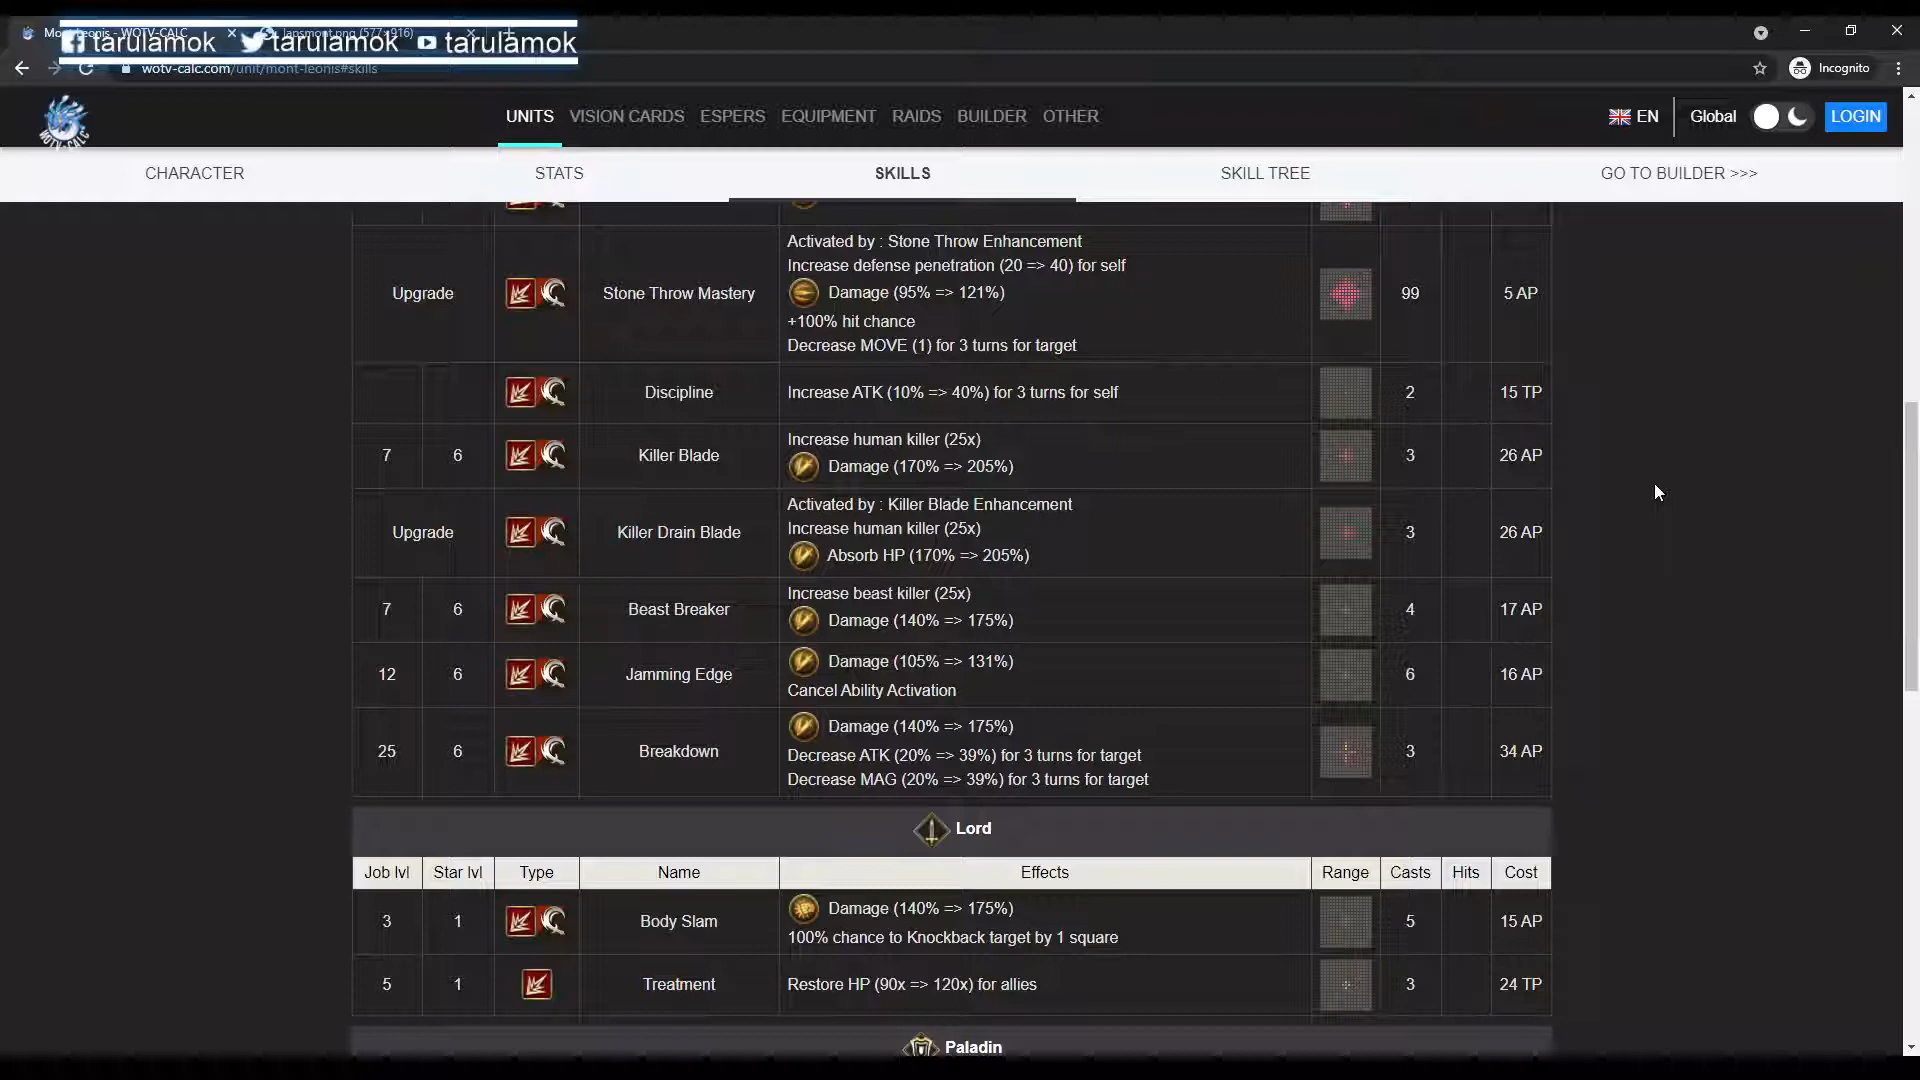 Mont Leonis - WOTV-CALC
lansmont.png (577×916)
tarulamok tarulamok tarulamok
wotv-calc.com/unit/mont-leonis#skills
Incognito
UNITS VISION CARDS ESPERS EQUIPMENT RAIDS BUILDER OTHER
EN Global LOGIN
WOTV-CALC
CHARACTER STATS SKILLS SKILL TREE GO TO BUILDER >>>
Activated by : Stone Throw Enhancement
Increase defense penetration (20 => 40) for self
Upgrade Stone Throw Mastery Damage (95% => 121%) 99 5 AP
+100% hit chance
Decrease MOVE (1) for 3 turns for target
Discipline Increase ATK (10% => 40%) for 3 turns for self 2 15 TP
Increase human killer (25x)
7 6 Killer Blade 3 26 AP
Damage (170% => 205%)
Activated by : Killer Blade Enhancement
Upgrade Killer Drain Blade Increase human killer (25x) 3 26 AP
Absorb HP (170% => 205%)
Increase beast killer (25x)
7 6 Beast Breaker 4 17 AP
Damage (140% => 175%)
Damage (105% => 131%)
12 6 Jamming Edge 6 16 AP
Cancel Ability Activation
Damage (140% => 175%)
25 6 Breakdown Decrease ATK (20% => 39%) for 3 turns for target 3 34 AP
Decrease MAG (20% => 39%) for 3 turns for target
Lord
Job lvl Star lvl Type Name Effects Range Casts Hits Cost
Damage (140% => 175%)
3 1 Body Slam 5 15 AP
100% chance to Knockback target by 1 square
5 1 Treatment Restore HP (90x => 120x) for allies 3 24 TP
Paladin